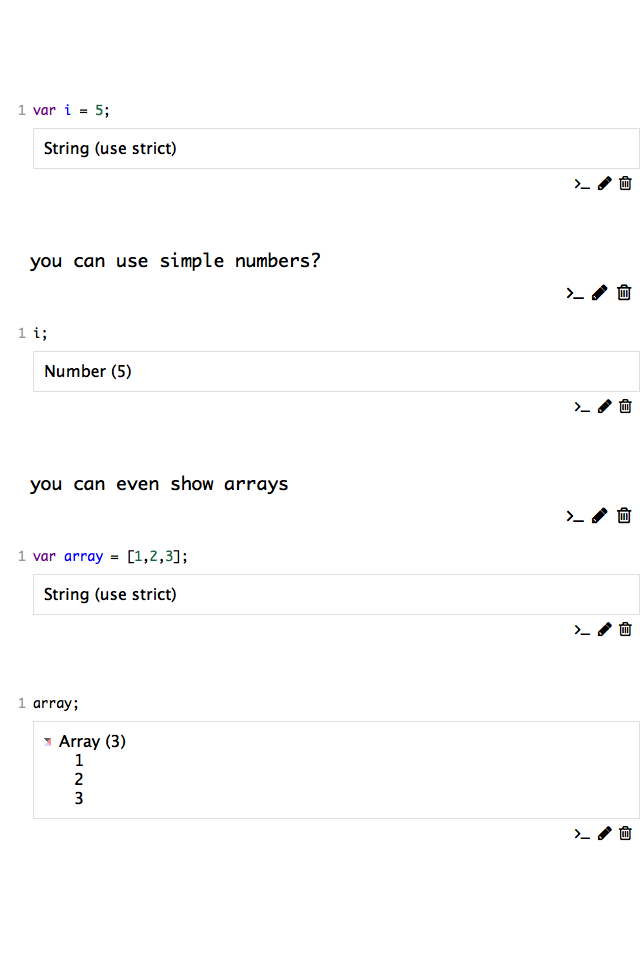 1 var i = 5;
String (use strict)
you can use simple numbers?
1 i;
Number (5)
you can even show arrays
1 var array = [1,2,3];
String (use strict)
1 array;
Array (3)
1
2
3